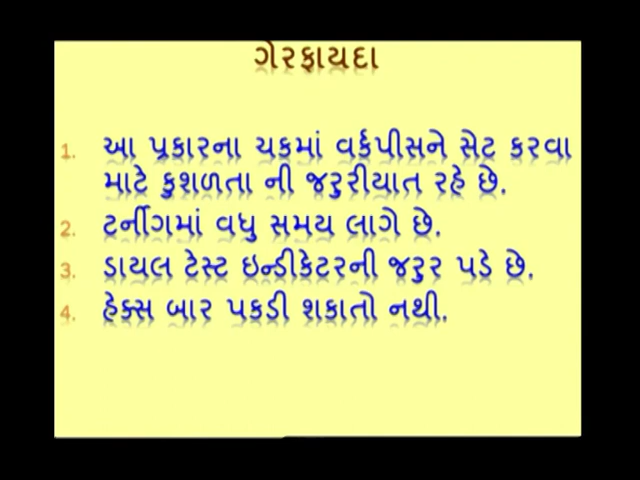 ગેરફાયદા
1. આ પ્રકારના ચકમાં વર્કપીસને સેટ કરવા
માટે કુશળતા ની જરુરીયાત રહે છે.
2. ટર્નીગમાં વધુ સમય લાગે છે.
3. ડાયલ ટેસ્ટ ઇન્ડીકેટરની જરુર પડે છે.
4. હેક્સ બાર પકડી શકાતો નથી.